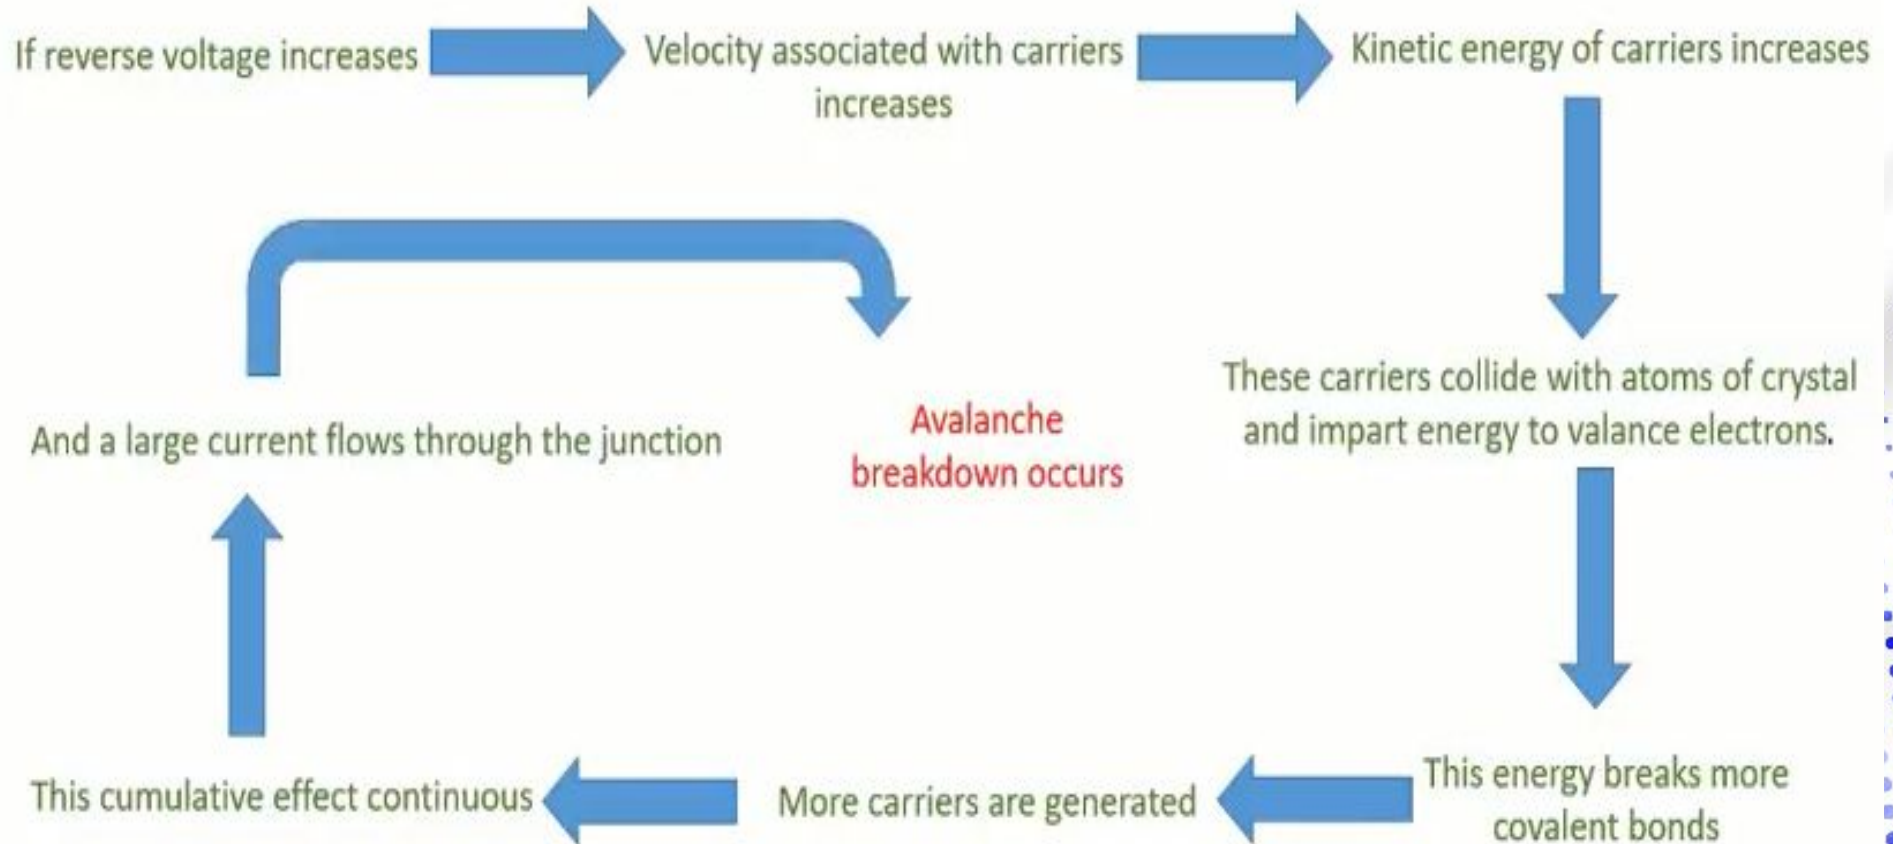 If reverse voltage increases
Velocity associated with carriers
increases
Kinetic energy of carriers increases
These carriers collide with atoms of crystal
and impart energy to valance electrons.
This energy breaks more
covalent bonds
More carriers are generated
This cumulative effect continuous
And a large current flows through the junction
Avalanche
breakdown occurs